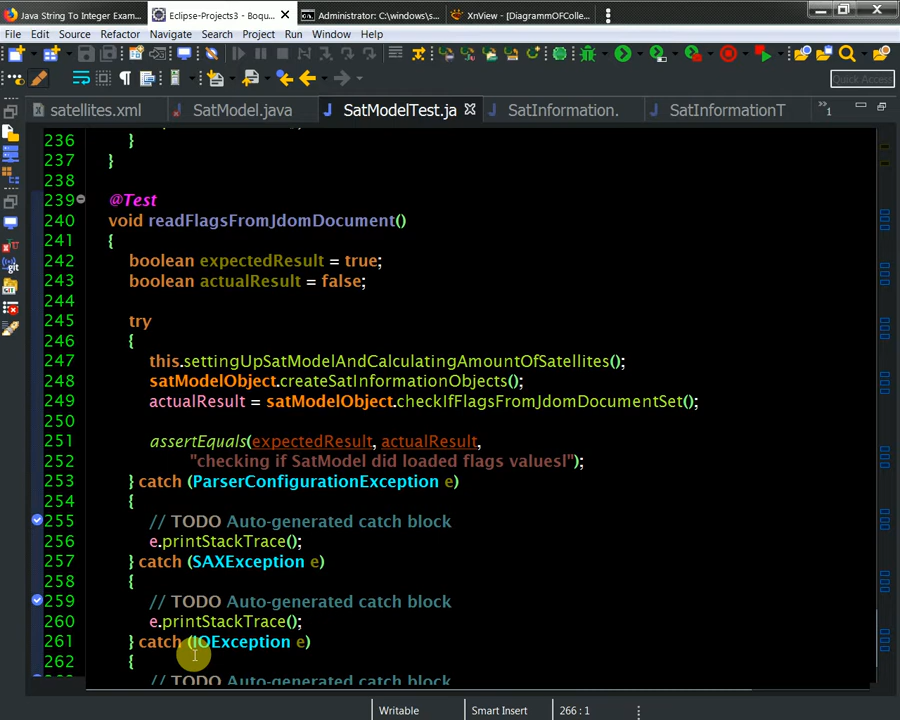 Java String To Integer Exam... Eclipse-Projects3 - Boqu... Administrator: C:\windows\s... XnView - [DiagrammOfColle...
File Edit Source Refactor Navigate Search Project Run Window Help
Quick Access
satellites.xml SatModel.java SatModelTest.ja SatInformation. SatInformationT »1
236 }
237 }
238
239 @Test
240 void readFlagsFromJdomDocument()
241 {
242 boolean expectedResult = true;
243 boolean actualResult = false;
244
245 try
246 {
247 this.settingUpSatModelAndCalculatingAmountOfSatellites();
248 satModelObject.createSatInformationObjects();
249 actualResult = satModelObject.checkIfFlagsFromJdomDocumentSet();
250
251 assertEquals(expectedResult, actualResult,
252 "checking if SatModel did loaded flags valuesl");
253 } catch (ParserConfigurationException e)
254 {
255 // TODO Auto-generated catch block
256 e.printStackTrace();
257 } catch (SAXException e)
258 {
259 // TODO Auto-generated catch block
260 e.printStackTrace();
261 } catch (IOException e)
262 {
// TODO Auto-generated catch block
Writable Smart Insert 266 : 1